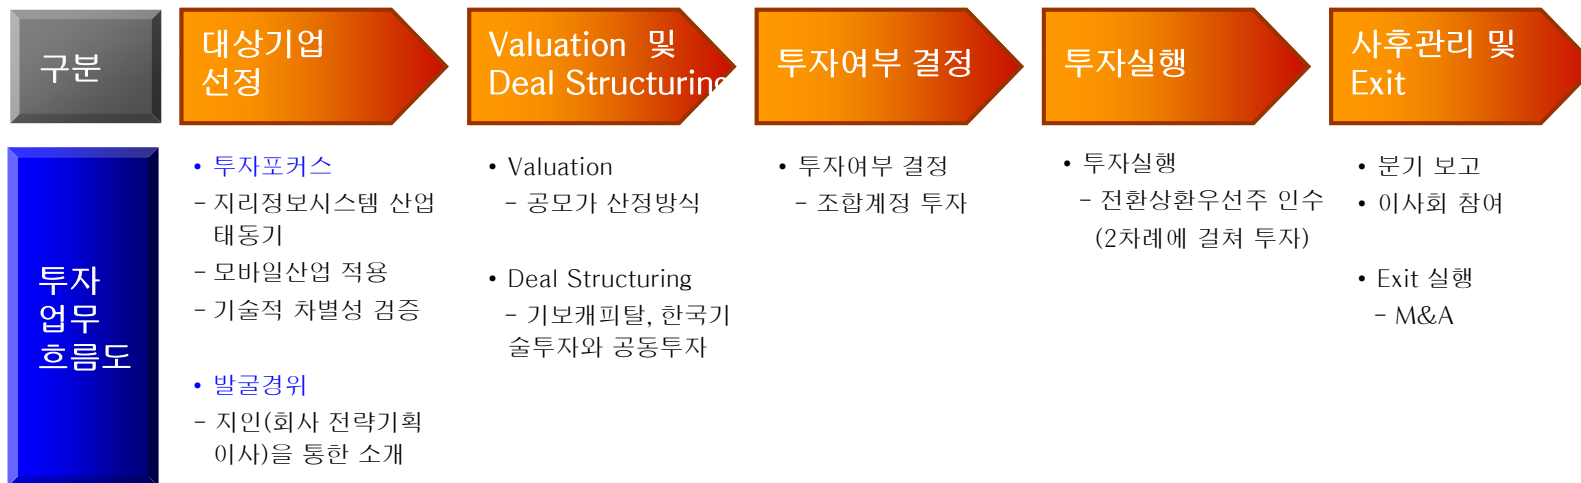 구분
대상기업
선정
Valuation 및
Deal Structuring
투자여부 결정
투자실행
사후관리 및
Exit
투자
업무
흐름도
• 투자포커스
- 지리정보시스템 산업
태동기
- 모바일산업 적용
- 기술적 차별성 검증
• 발굴경위
- 지인(회사 전략기획
이사)을 통한 소개
• Valuation
- 공모가 산정방식
• Deal Structuring
- 기보캐피탈, 한국기
술투자와 공동투자
• 투자여부 결정
- 조합계정 투자
• 투자실행
- 전환상환우선주 인수
(2차례에 걸쳐 투자)
• 분기 보고
• 이사회 참여
• Exit 실행
- M&A